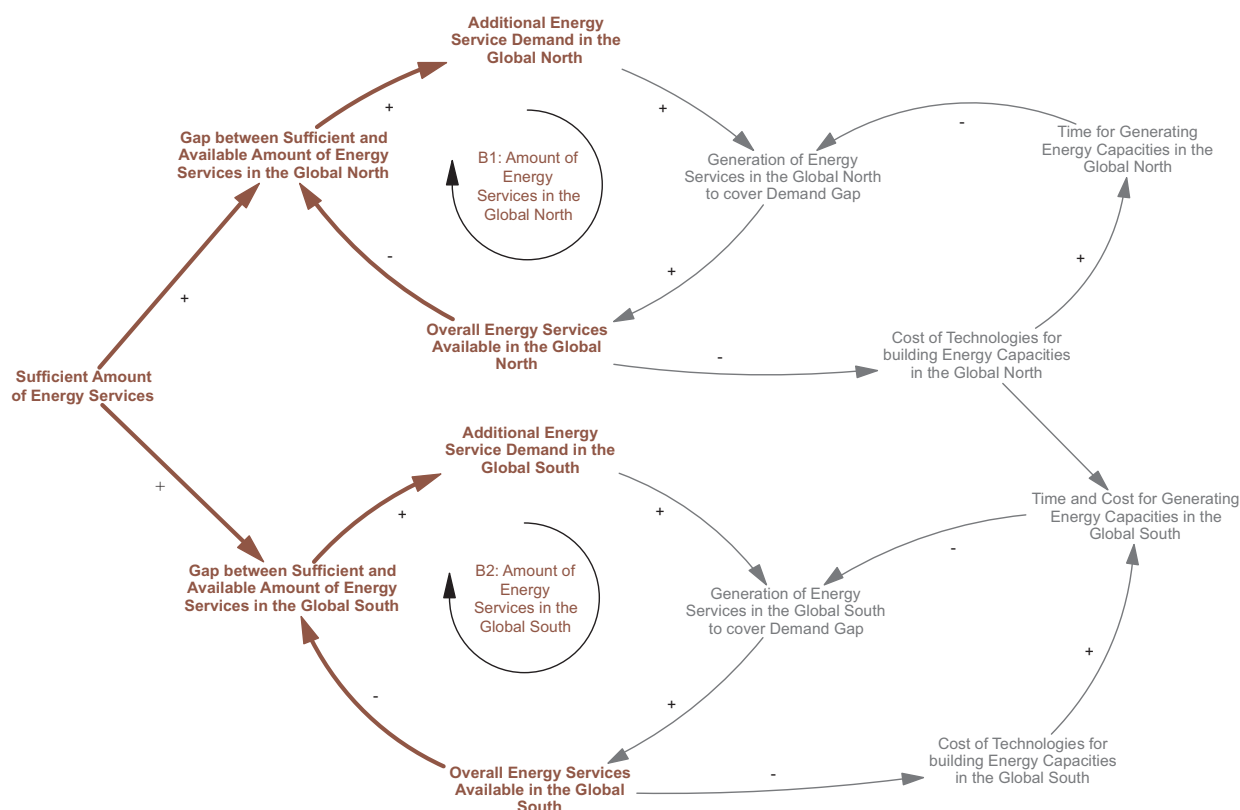 Additional Energy
Service Demand in the
Global North
+
+
-
Gap between Sufficient and
Available Amount of Energy
Services in the Global North
B1: Amount of
Energy
Services in the
Global North
Generation of Energy
Services in the Global North
to cover Demand Gap
Time for Generating
Energy Capacities in the
Global North
-
+
+
+
Overall Energy Services
Available in the Global
North
-
Cost of Technologies for
building Energy Capacities
in the Global North
Sufficient Amount
of Energy Services
Additional Energy
Service Demand in the
Global South
+
+
+
-
Time and Cost for Generating
Energy Capacities in the
Global South
Gap between Sufficient and
Available Amount of Energy
Services in the Global South
B2: Amount of
Energy
Services in the
Global South
Generation of Energy
Services in the Global South
to cover Demand Gap
-
+
+
Overall Energy Services
Available in the Global
South
-
Cost of Technologies for
building Energy Capacities
in the Global South